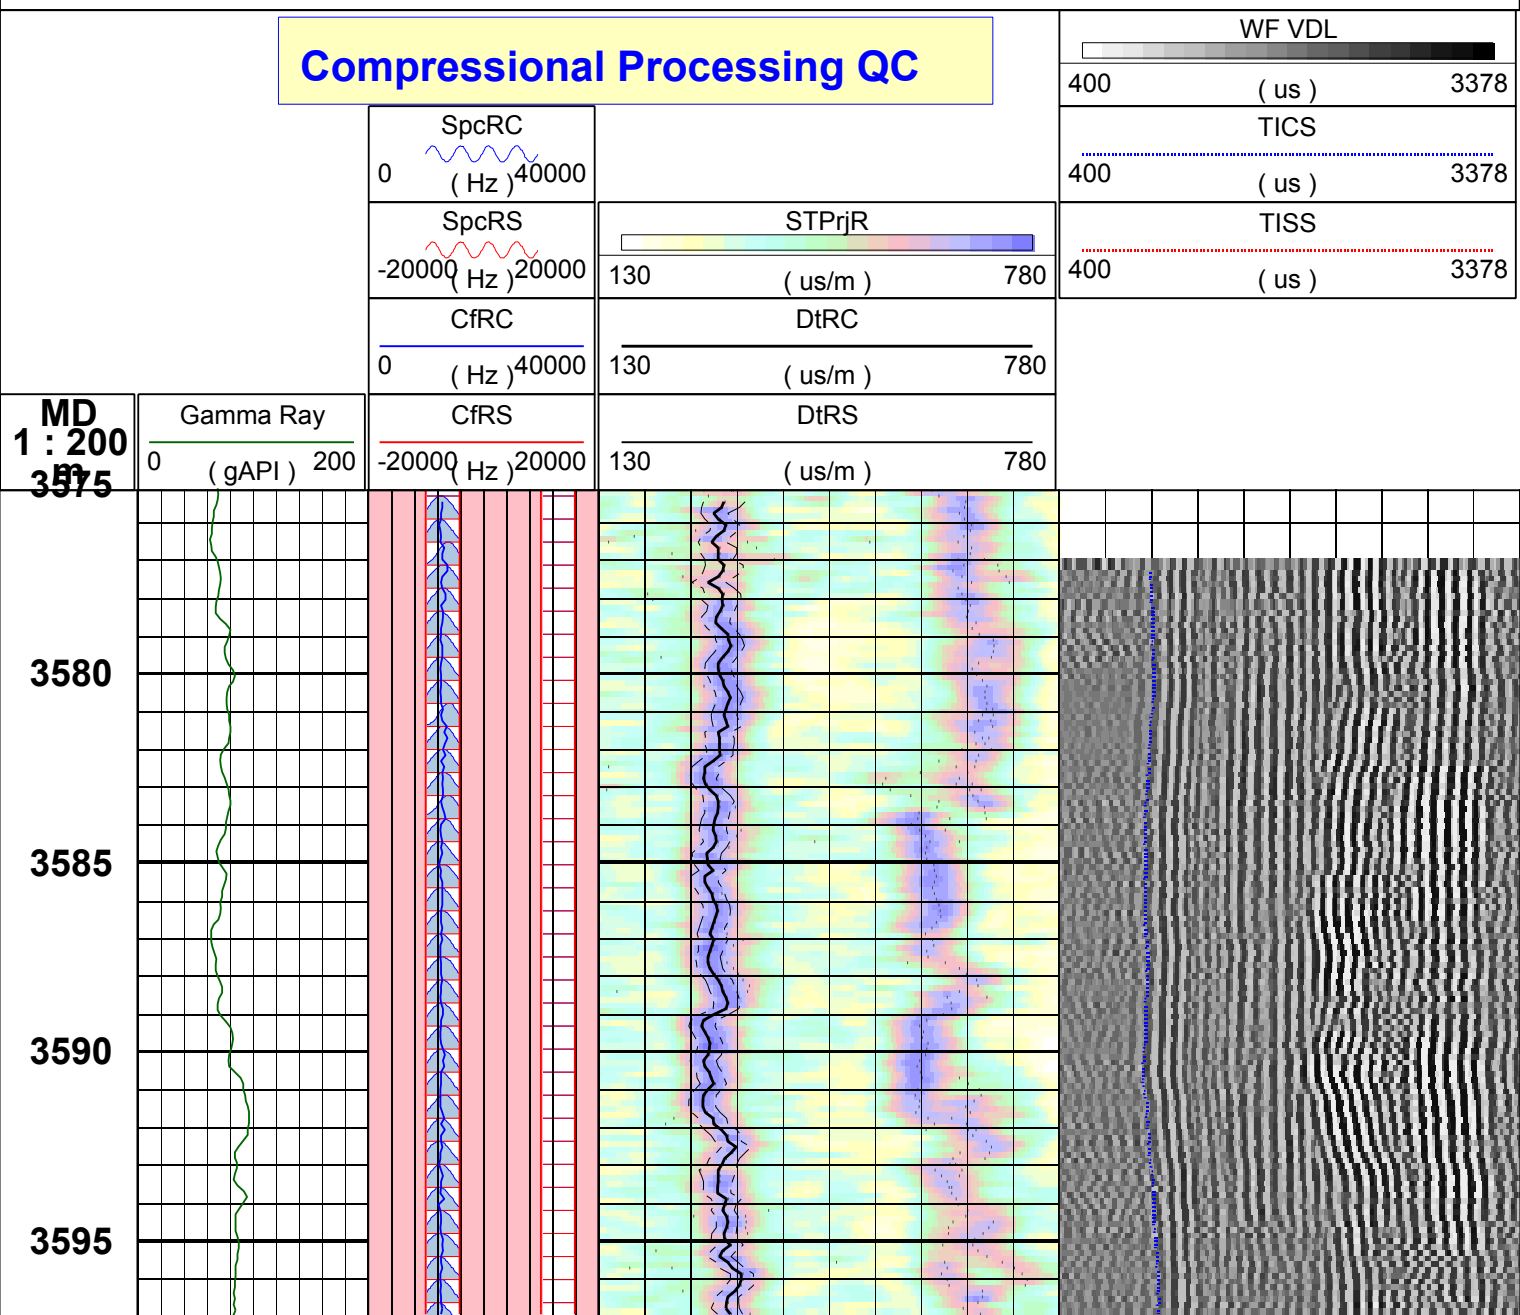 Compressional Processing QC
WF VDL
400 ( us ) 3378
SpcRC
0 ( Hz ) 40000
TICS
400 ( us ) 3378
SpcRS
-20000 ( Hz ) 20000
STPrjR
130 ( us/m ) 780
TISS
400 ( us ) 3378
CfRC
0 ( Hz ) 40000
DtRC
130 ( us/m ) 780
MD
1 : 200
m
Gamma Ray
0 ( gAPI ) 200
CfRS
-20000 ( Hz ) 20000
DtRS
130 ( us/m ) 780
3575
3580
3585
3590
3595